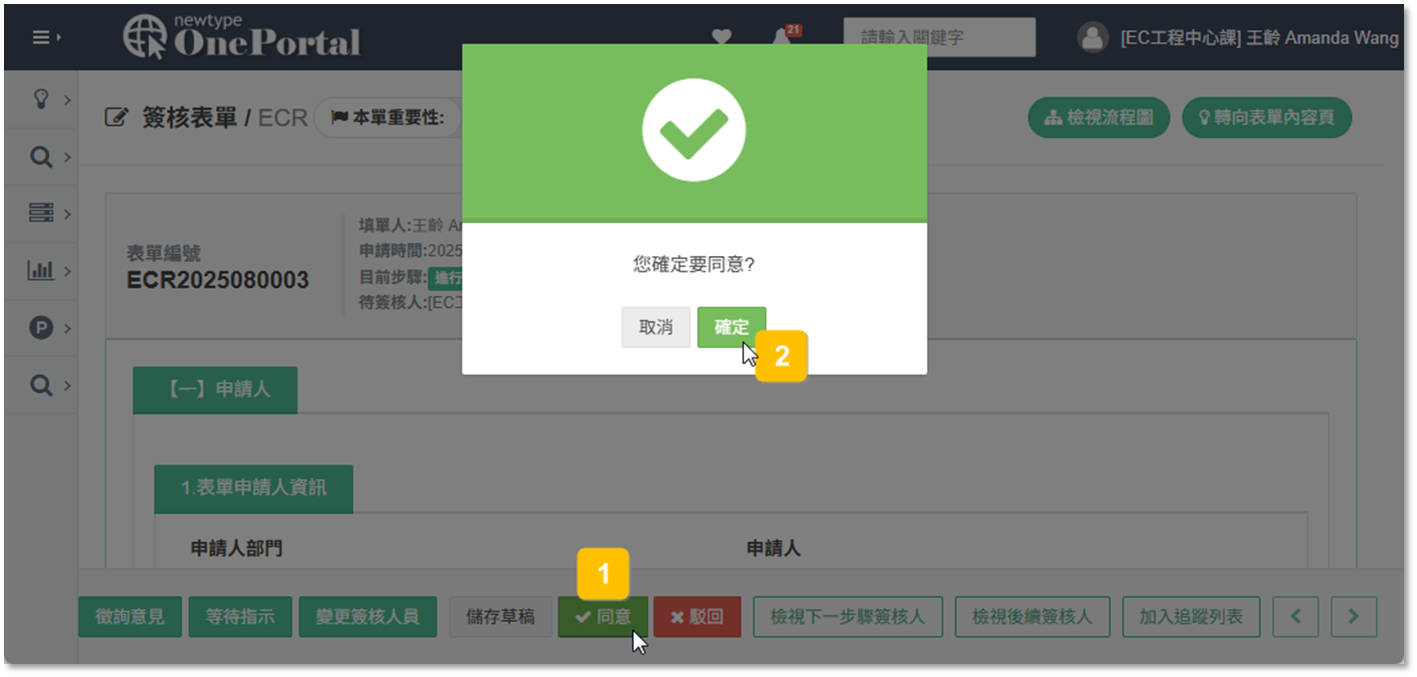 newtype
OnePortal
21
請輸入關鍵字
[EC工程中心課] 王齡 Amanda Wang
簽核表單 / ECR
本單重要性:
檢視流程圖
轉向表單內容頁
表單編號
ECR2025080003
填單人:王齡
申請時間:2025
目前步驟: 進行
待簽核人:[EC
您確定要同意?
取消
確定
2
【一】申請人
1.表單申請人資訊
申請人部門
申請人
1
徵詢意見
等待指示
變更簽核人員
儲存草稿
同意
駁回
檢視下一步驟簽核人
檢視後續簽核人
加入追蹤列表
P